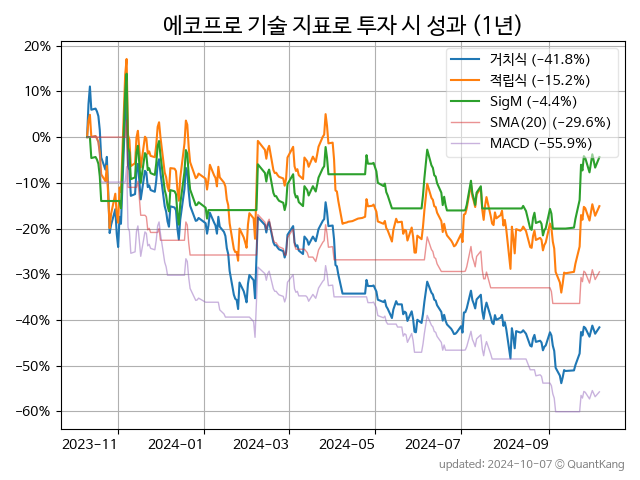 에코프로 기술 지표로 투자 시 성과 (1년)
20%
10%
0%
−10%
−20%
−30%
−40%
−50%
−60%
거치식 (−41.8%)
적립식 (−15.2%)
SigM (−4.4%)
SMA(20) (−29.6%)
MACD (−55.9%)
2023-11
2024-01
2024-03
2024-05
2024-07
2024-09
updated: 2024-10-07 © QuantKang